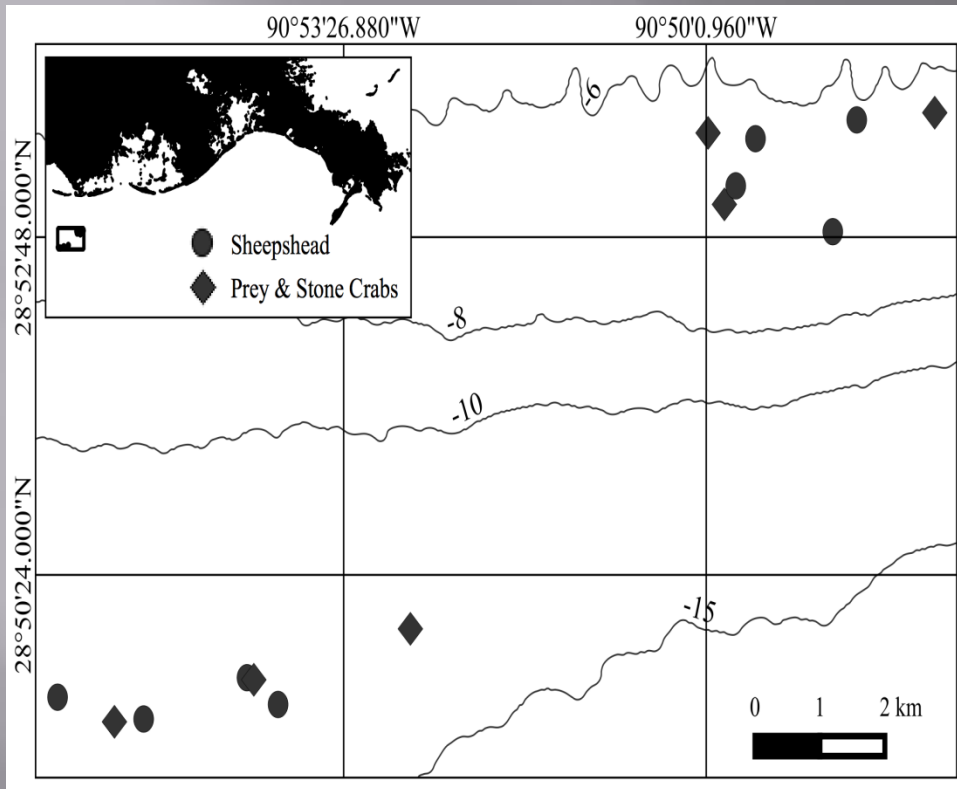 90°53'26.880"W
90°50'0.960"W
-6
28°52'48.000"N
Sheepshead
Prey & Stone Crabs
-8
-10
28°50'24.000"N
-15
0 1 2 km